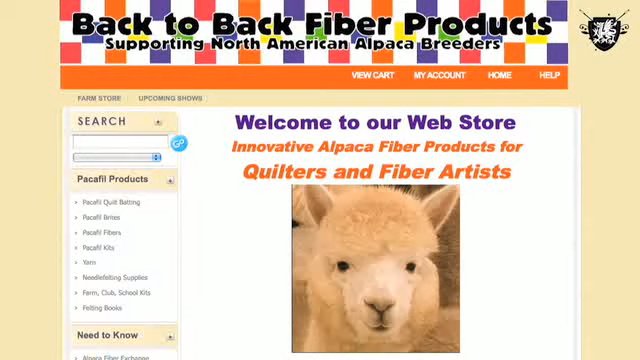 Back to Back Fiber Products
Supporting North American Alpaca Breeders
VIEW CART MY ACCOUNT HOME HELP
FARM STORE UPCOMING SHOWS
SEARCH
GO
Welcome to our Web Store
Innovative Alpaca Fiber Products for
Quilters and Fiber Artists
Pacafil Products
Pacafil Quilt Batting
Pacafil Brites
Pacafil Fibers
Pacafil Kits
Yarn
Needlefelting Supplies
Farm, Club, School Kits
Felting Books
Need to Know
Alpaca Fiber Exchange